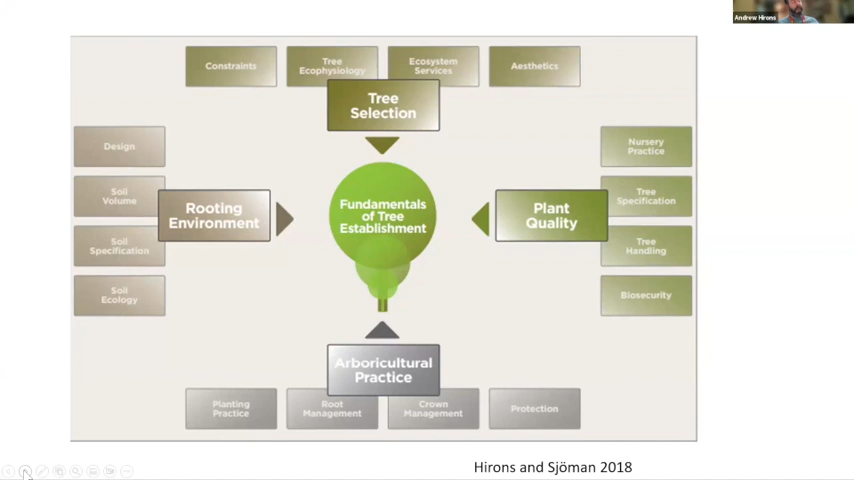 Andrew Hirons
Constraints
Tree
Ecophysiology
Ecosystem
Services
Aesthetics
Tree
Selection
Design
Soil
Volume
Soil
Specification
Soil
Ecology
Rooting
Environment
Fundamentals
of Tree
Establishment
Plant
Quality
Nursery
Practice
Tree
Specification
Tree
Handling
Biosecurity
Arboricultural
Practice
Planting
Practice
Root
Management
Crown
Management
Protection
Hirons and Sjöman 2018